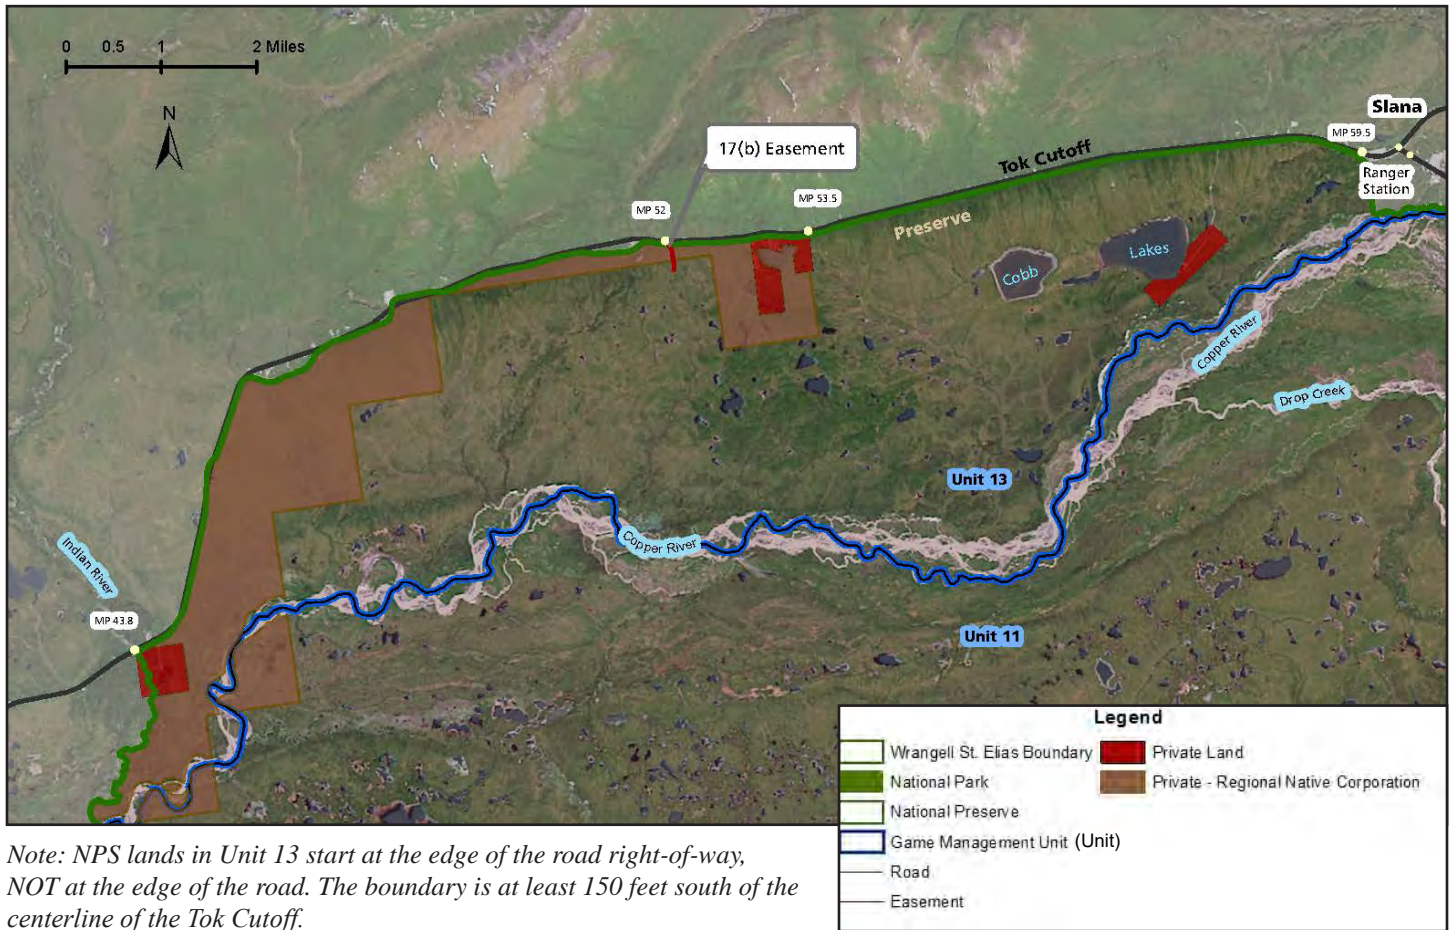 0 0.5 1 2 Miles
N
Slana
MP 59.5
Ranger
Station
17(b) Easement
Tok Cutoff
MP 52
MP 53.5
Preserve
Cobb
Lakes
Copper River
Drop Creek
Unit 13
Copper River
Indian River
MP 43.8
Unit 11
Legend
Wrangell St. Elias Boundary
National Park
National Preserve
Game Management Unit (Unit)
Road
Easement
Private Land
Private - Regional Native Corporation
Note: NPS lands in Unit 13 start at the edge of the road right-of-way,
NOT at the edge of the road. The boundary is at least 150 feet south of the
centerline of the Tok Cutoff.